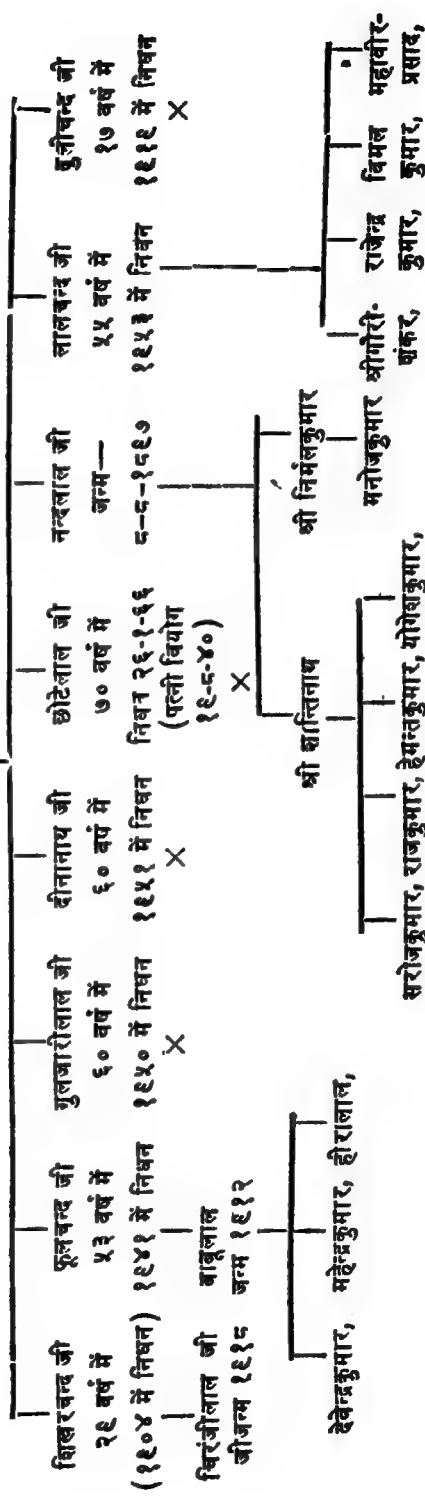 शिखरचन्द जी
२६ वर्ष में
(१६०४ में निधन)
चिरंजीलाल जी
जीजन्म १६१८
फूलचन्द जी
५३ वर्ष में
१६४१ में निधन
बाबूलाल
जन्म १६१२
देवेन्द्रकुमार, महेन्द्रकुमार, हीरालाल,
गुलजारीलाल जी
६० वर्ष में
१६५० में निधन
×
दीनानाथ जी
६० वर्ष में
१६५१ में निधन
×
छोटेलाल जी
७० वर्ष में
निधन २६-१-६६
(पत्नी वियोग
१६-८-४०)
×
नन्दलाल जी
जन्म—
८-८-१८६७
श्री शान्तिनाथ
श्री निर्मलकुमार
सरोजकुमार, राजकुमार, हेमन्तकुमार, योगेशकुमार,
मनोजकुमार
लालचन्द जी
५५ वर्ष में
१६५३ में निधन
श्रीगौरी-
शंकर,
राजेन्द्र
कुमार,
विमल
कुमार,
महावीर-
प्रसाद,
दुलीचन्द जी
१७ वर्ष में
१६१६ में निधन
×